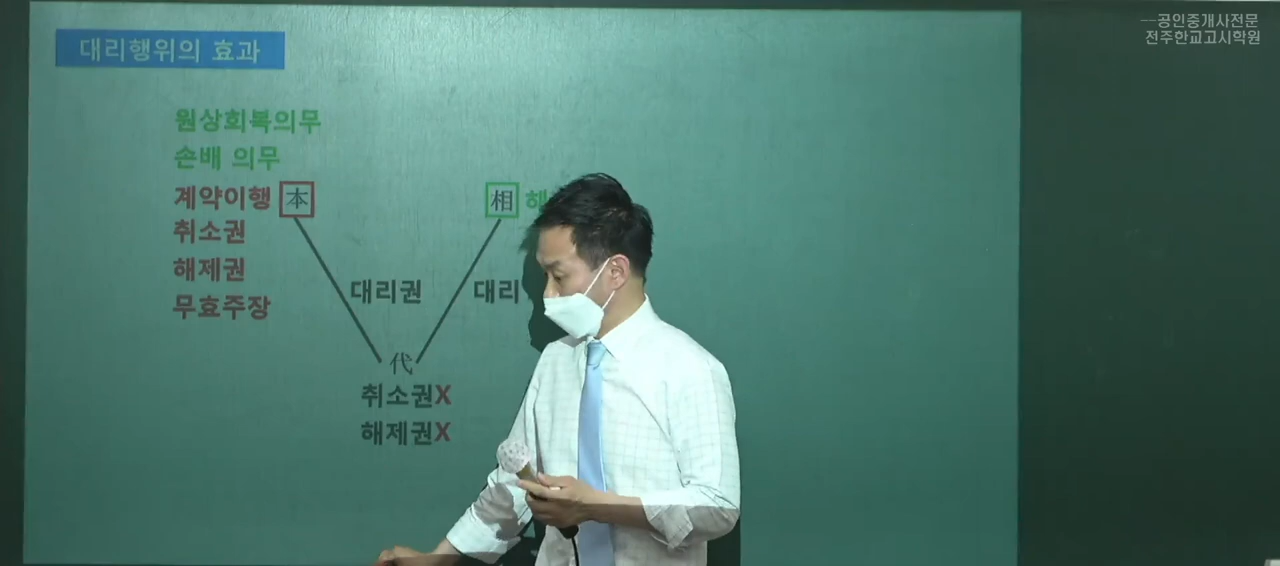 공인중개사전문
전주한교고시학원
대리행위의 효과
원상회복의무
손배 의무
계약이행 本
相 해
취소권
해제권
무효주장
대리권
대리
代
취소권X
해제권X